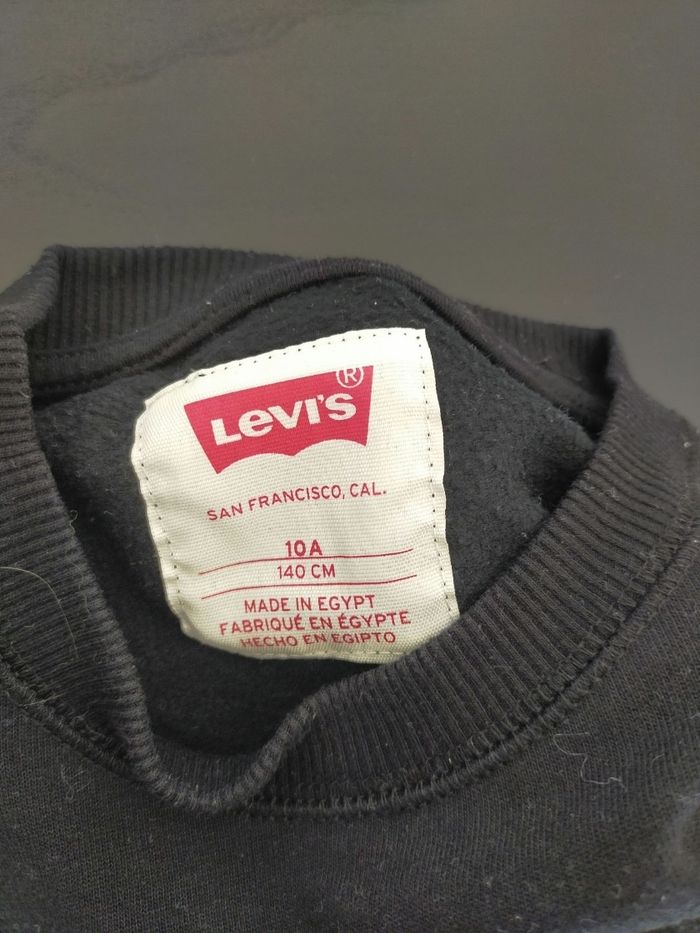 Levi's ®
SAN FRANCISCO, CAL.
10A
140 CM
MADE IN EGYPT
FABRIQUÉ EN ÉGYPTE
HECHO EN EGIPTO